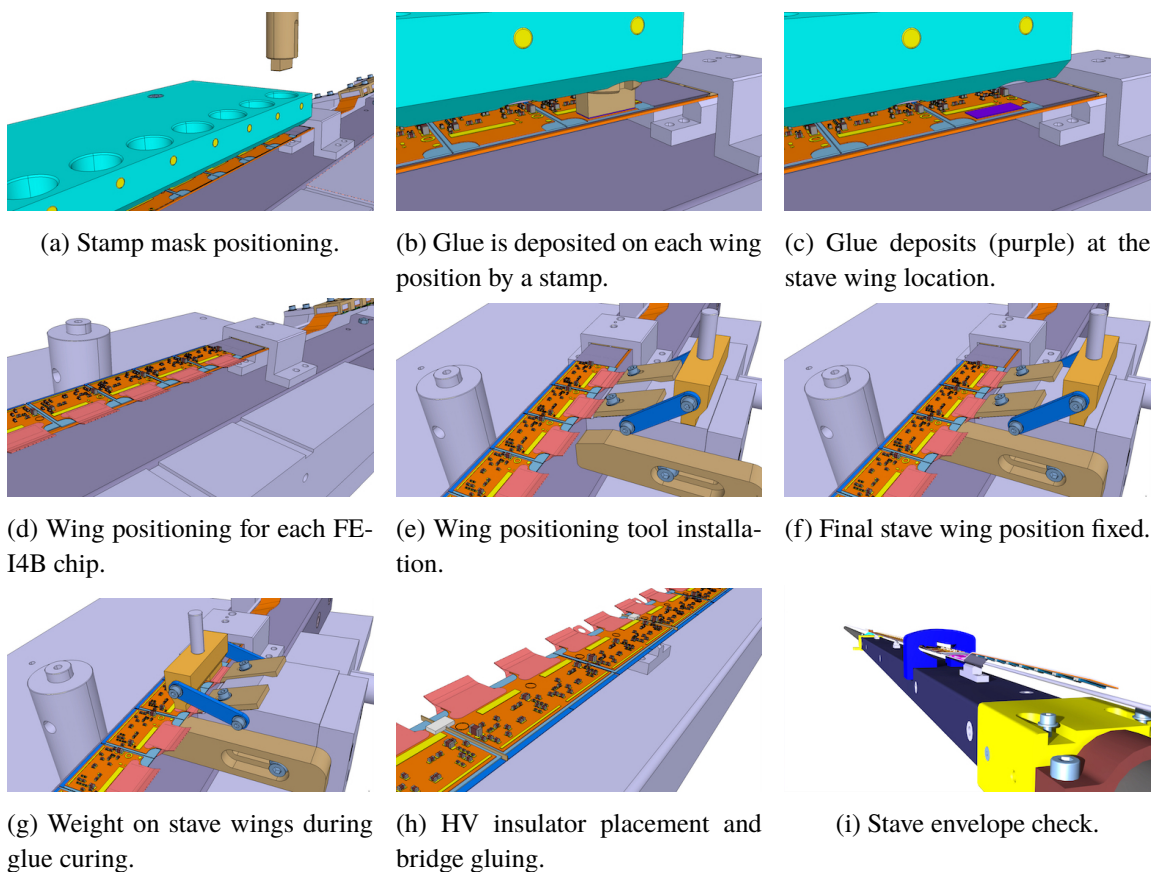 (a) Stamp mask positioning.
(b) Glue is deposited on each wing
position by a stamp.
(c) Glue deposits (purple) at the
stave wing location.
(d) Wing positioning for each FE-
I4B chip.
(e) Wing positioning tool installa-
tion.
(f) Final stave wing position fixed.
(g) Weight on stave wings during
glue curing.
(h) HV insulator placement and
bridge gluing.
(i) Stave envelope check.